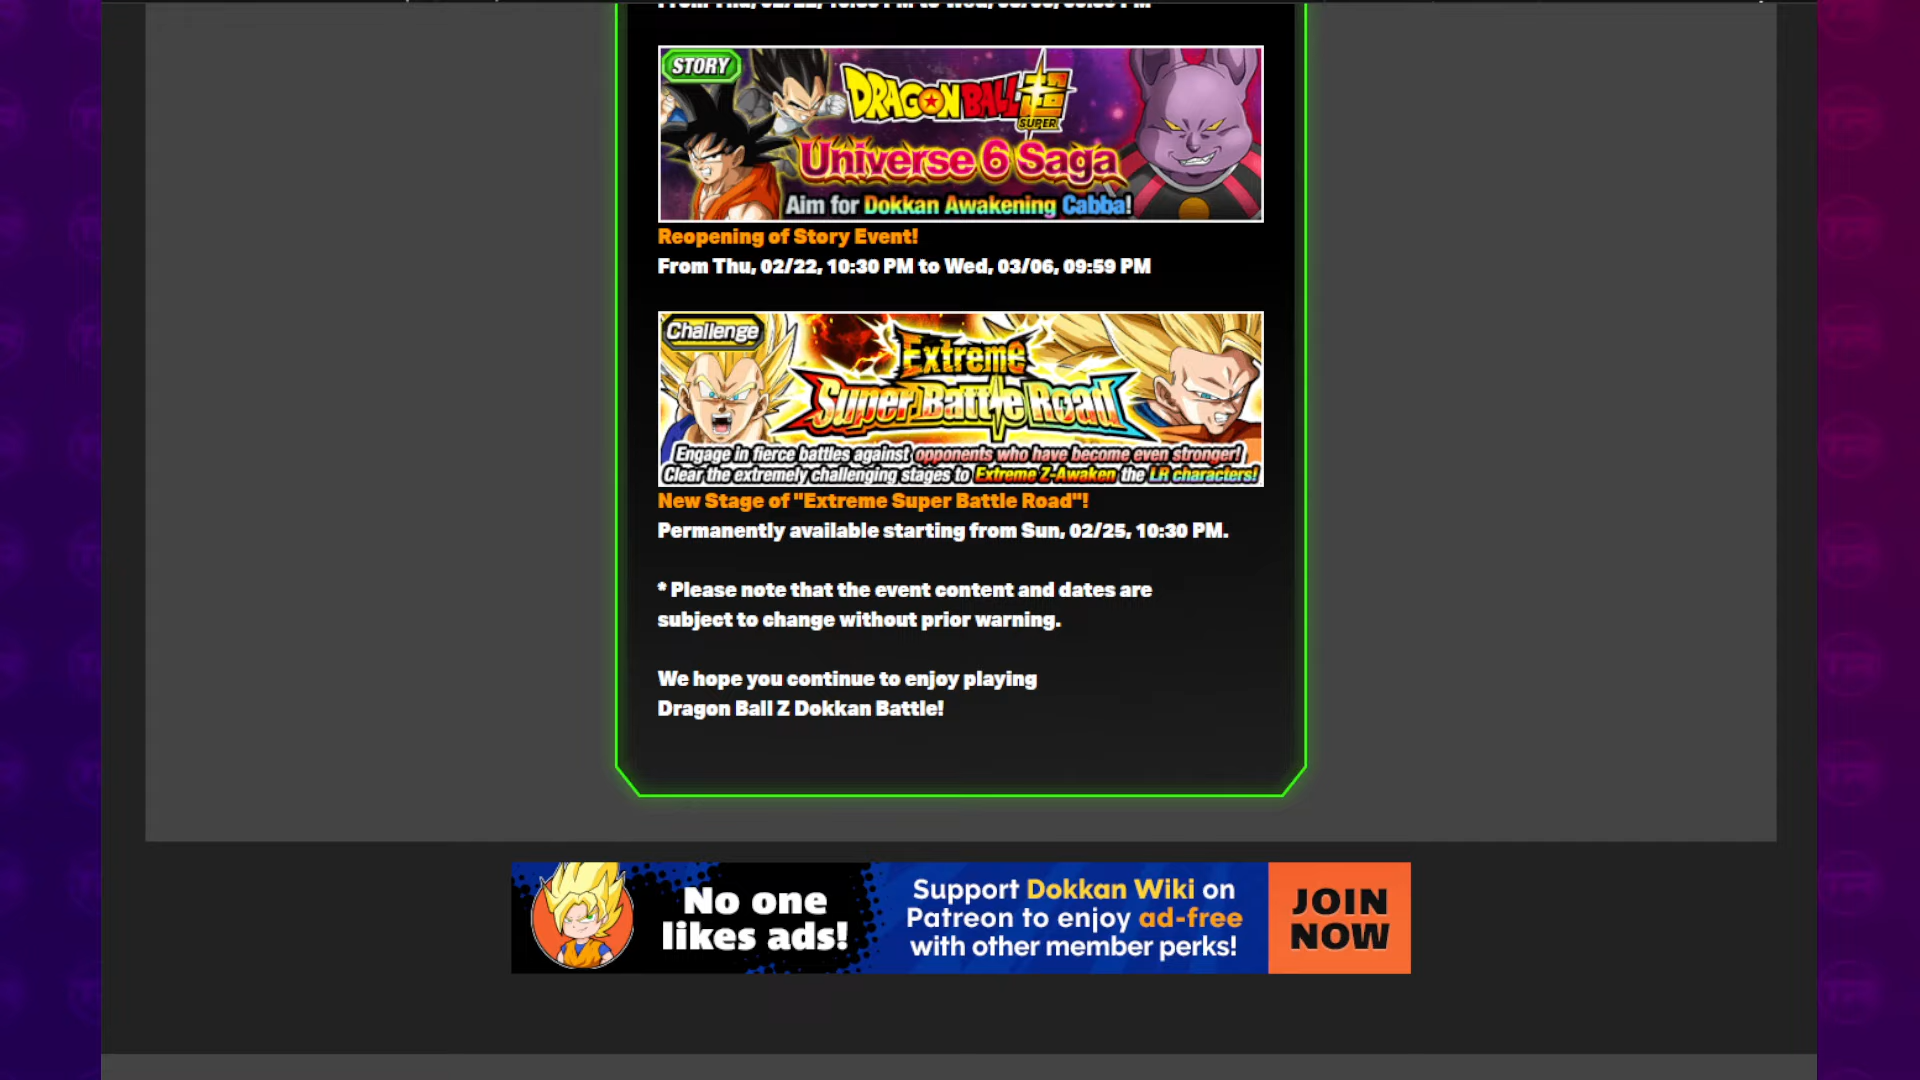 STORY
DRAGON BALL 超
SUPER
Universe 6 Saga
Aim for Dokkan Awakening Cabba!
Reopening of Story Event!
From Thu, 02/22, 10:30 PM to Wed, 03/06, 09:59 PM
Challenge
Extreme
Super Battle Road
Engage in fierce battles against opponents who have become even stronger!
Clear the extremely challenging stages to Extreme Z-Awaken the LR characters!
New Stage of "Extreme Super Battle Road"!
Permanently available starting from Sun, 02/25, 10:30 PM.
* Please note that the event content and dates are
subject to change without prior warning.
We hope you continue to enjoy playing
Dragon Ball Z Dokkan Battle!
No one
likes ads!
Support Dokkan Wiki on
Patreon to enjoy ad-free
with other member perks!
JOIN
NOW